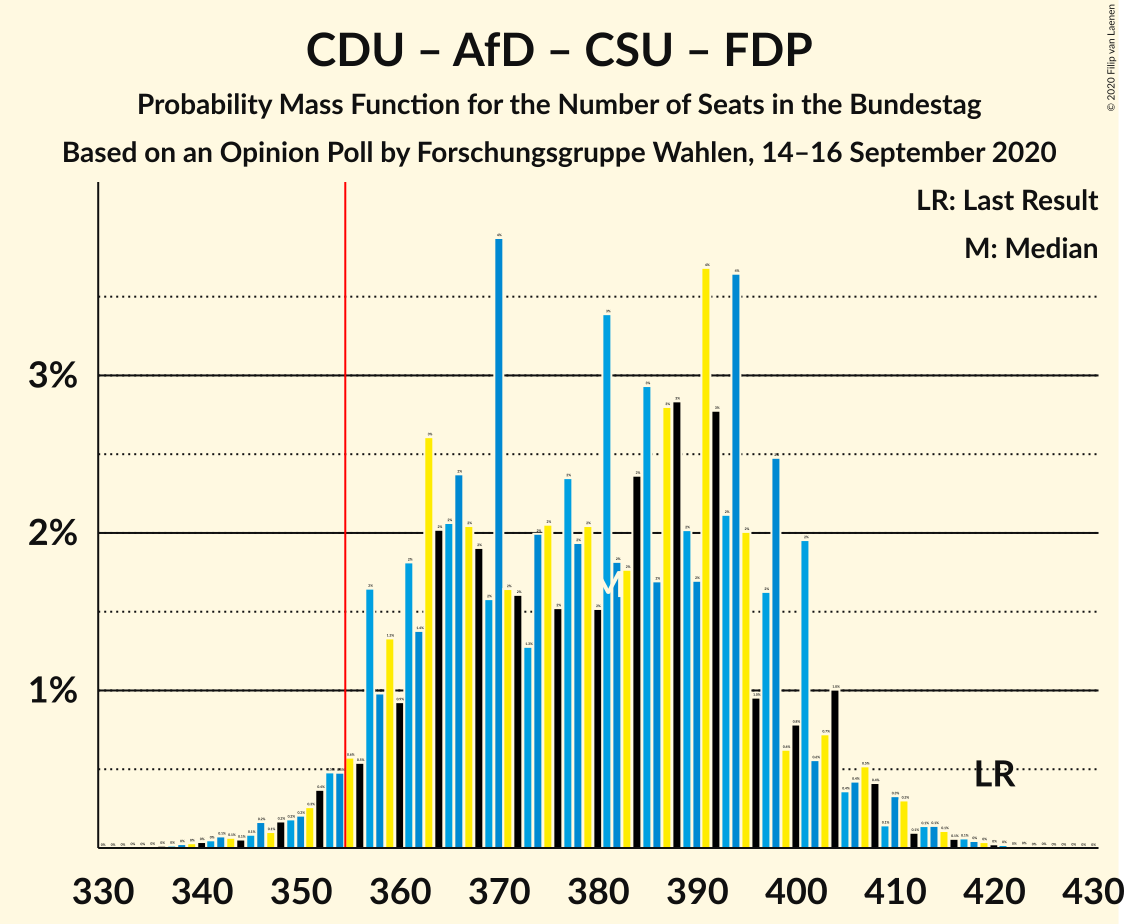 CDU – AfD – CSU – FDP
Probability Mass Function for the Number of Seats in the Bundestag
Based on an Opinion Poll by Forschungsgruppe Wahlen, 14–16 September 2020
© 2020 Filip van Laenen
LR: Last Result
M: Median
3%
2%
1%
M
LR
330 340 350 360 370 380 390 400 410 420 430